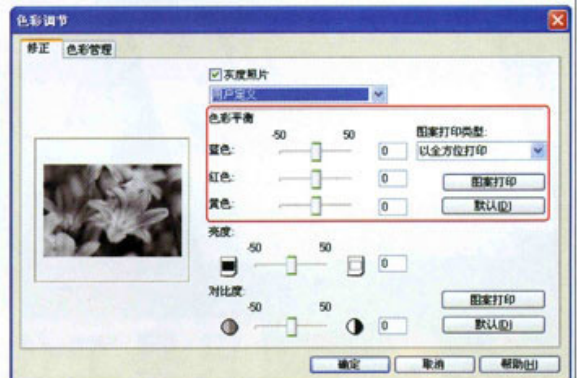 色彩调节
修正 色彩管理
灰度照片
用户定义
色彩平衡
-50 50 图案打印类型:
蓝色: 0 以全方位打印
红色: 0 图案打印
黄色: 0 默认(D)
亮度:
-50 50
0
对比度:
-50 50 图案打印
0 默认(D)
确定 取消 帮助(H)